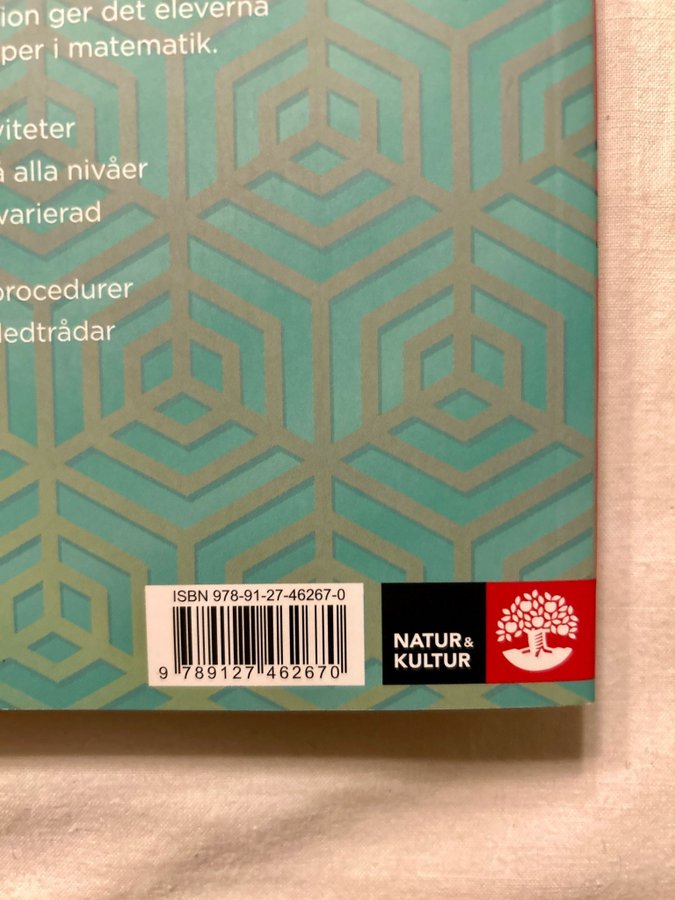 ion ger det eleverna
per i matematik.
viteter
å alla nivåer
varierad
procedurer
ledtrådar
ISBN 978-91-27-46267-0
9 789127 462670
NATUR &
KULTUR